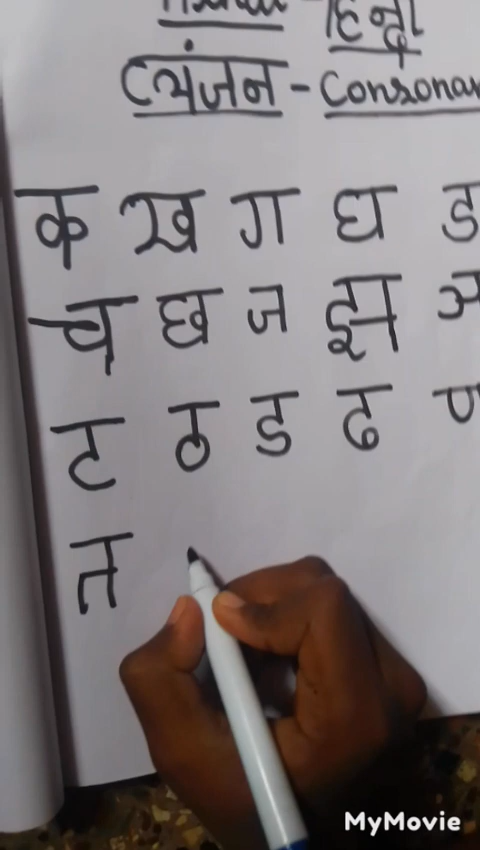 हिन्दी
व्यंजन - Consonan
क ख ग घ ङ
च छ ज झ ञ
ट ठ ड ढ ण
त
MyMovie